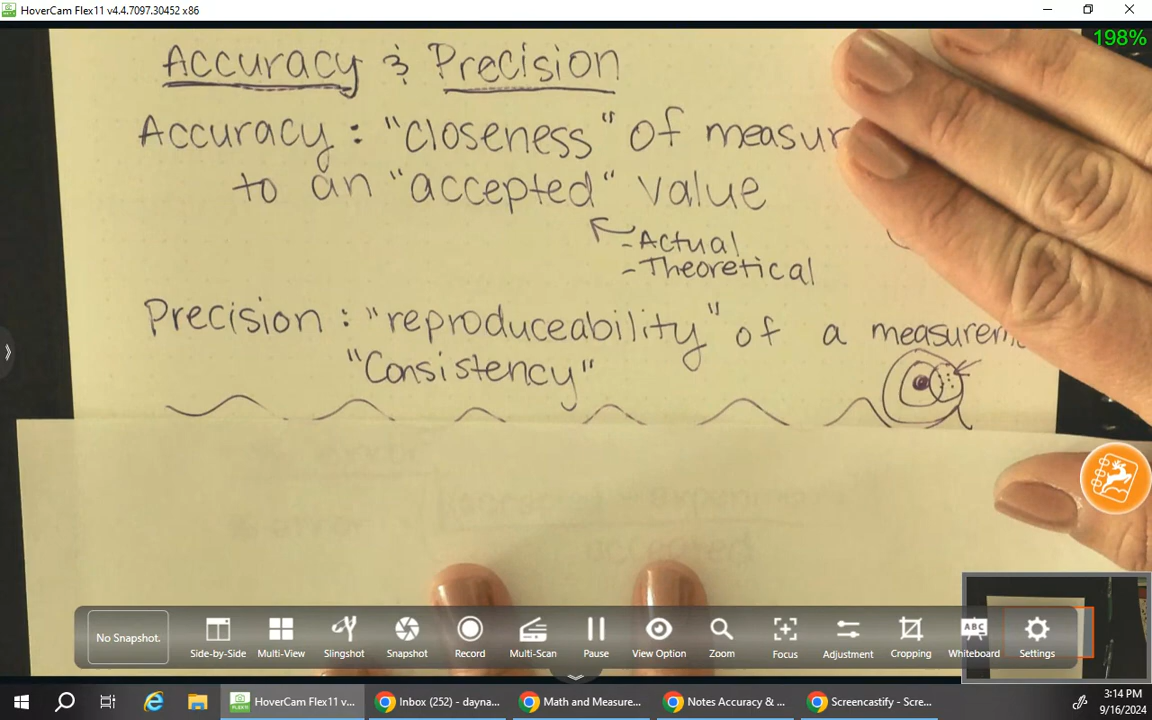 HoverCam Flex11 v4.4.7097.30452 x86
198%
Accuracy & Precision
Accuracy : "closeness" of measur
to an "accepted" value
- Actual
- Theoretical
Precision : "reproduceability" of a measurem
"Consistency"
accepted
No Snapshot.
Side-by-Side
Multi-View
Slingshot
Snapshot
Record
Multi-Scan
Pause
View Option
Zoom
Focus
Adjustment
Cropping
ABC
Whiteboard
Settings
HoverCam Flex11 v...
Inbox (252) - dayna...
Math and Measure...
Notes Accuracy & ...
Screencastify - Scre...
3:14 PM
9/16/2024